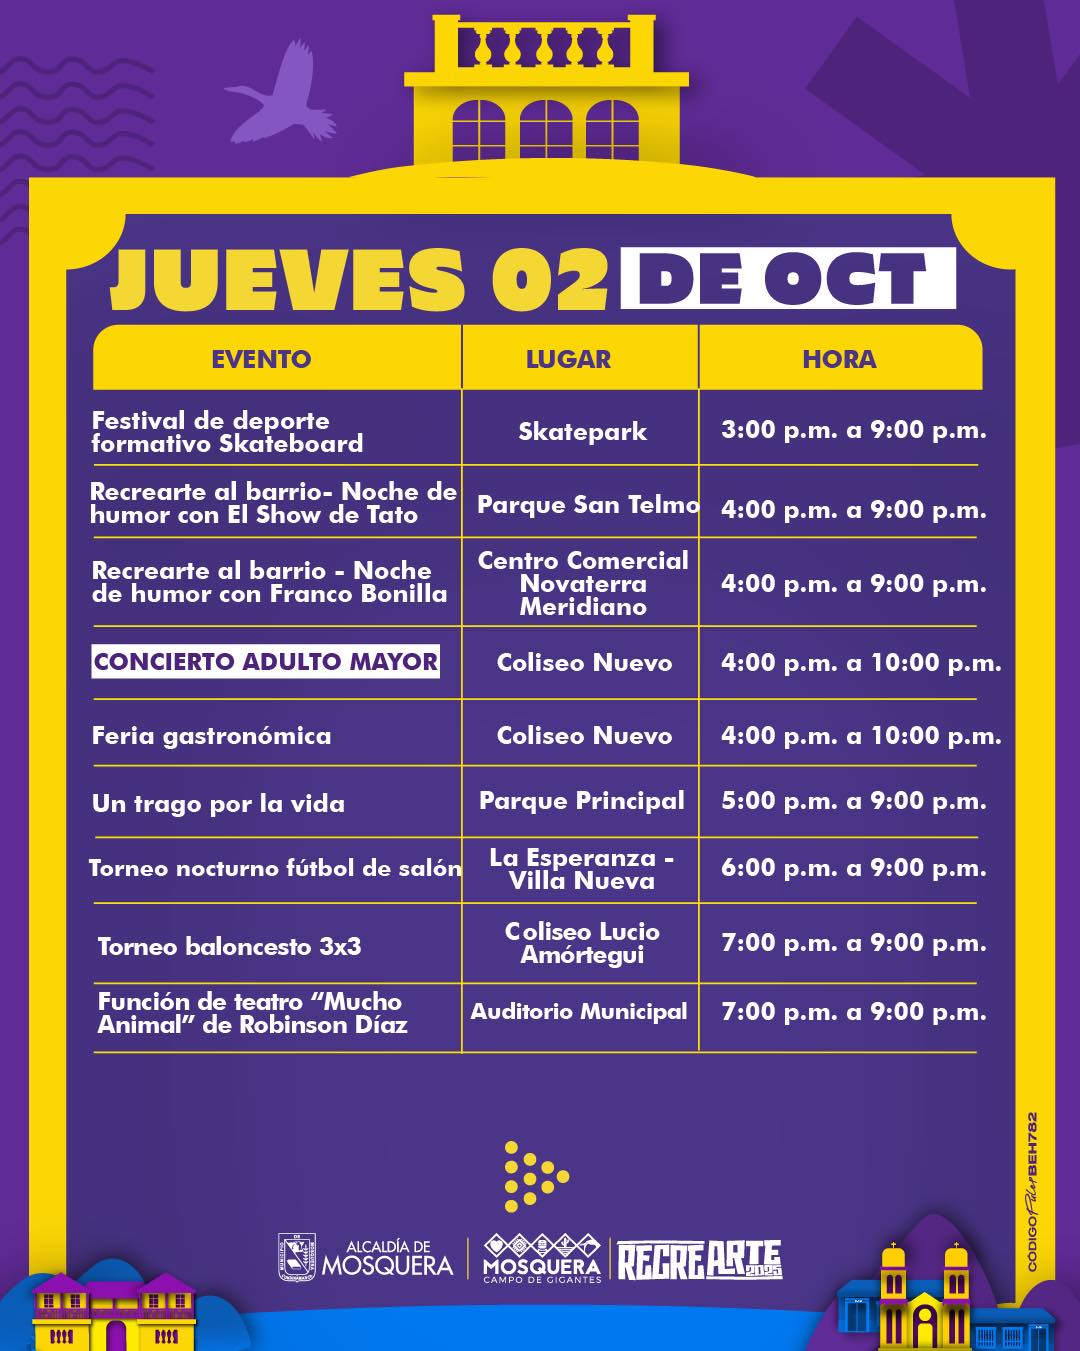 JUEVES 02 DE OCT
EVENTO
LUGAR
HORA
Festival de deporte
formativo Skateboard
Skatepark
3:00 p.m. a 9:00 p.m.
Recrearte al barrio- Noche de
humor con El Show de Tato
Parque San Telmo
4:00 p.m. a 9:00 p.m.
Recrearte al barrio - Noche
de humor con Franco Bonilla
Centro Comercial
Novaterra
Meridiano
4:00 p.m. a 9:00 p.m.
CONCIERTO ADULTO MAYOR
Coliseo Nuevo
4:00 p.m. a 10:00 p.m.
Feria gastronómica
Coliseo Nuevo
4:00 p.m. a 10:00 p.m.
Un trago por la vida
Parque Principal
5:00 p.m. a 9:00 p.m.
Torneo nocturno fútbol de salón
La Esperanza -
Villa Nueva
6:00 p.m. a 9:00 p.m.
Torneo baloncesto 3x3
Coliseo Lucio
Amórtegui
7:00 p.m. a 9:00 p.m.
Función de teatro “Mucho
Animal” de Robinson Díaz
Auditorio Municipal
7:00 p.m. a 9:00 p.m.
ALCALDÍA DE
MOSQUERA
MOSQUERA
CAMPO DE GIGANTES
RECREARTE
2025
CODIGO Pulep BEH782